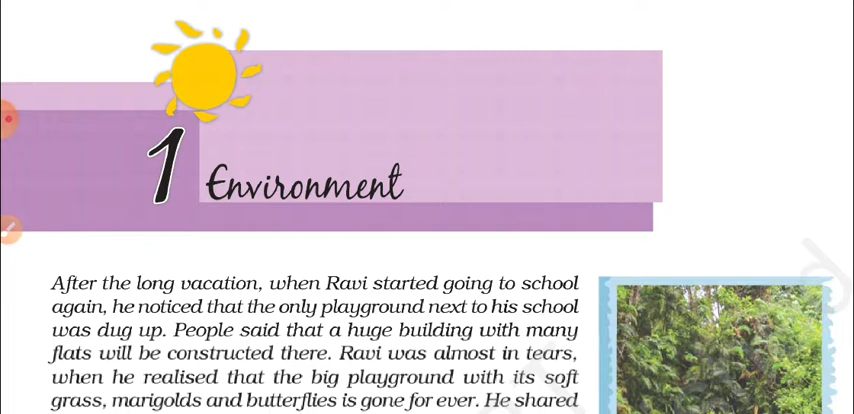 1
Environment
After the long vacation, when Ravi started going to school
again, he noticed that the only playground next to his school
was dug up. People said that a huge building with many
flats will be constructed there. Ravi was almost in tears,
when he realised that the big playground with its soft
grass, marigolds and butterflies is gone for ever. He shared